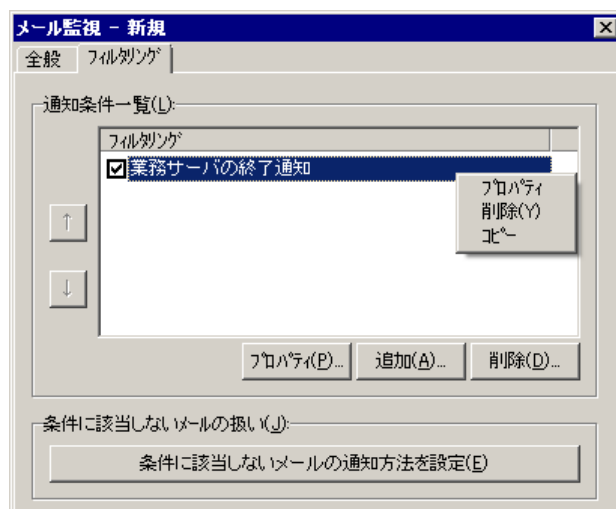 メール監視 - 新規
全般 ﾌｨﾙﾀﾘﾝｸﾞ
通知条件一覧(L):
ﾌｨﾙﾀﾘﾝｸﾞ
業務サーバの終了通知
ﾌﾟﾛﾊﾟﾃｨ
削除(Y)
ｺﾋﾟｰ
↑
↓
ﾌﾟﾛﾊﾟﾃｨ(P)... 追加(A)... 削除(D)...
条件に該当しないメールの扱い(J):
条件に該当しないメールの通知方法を設定(E)